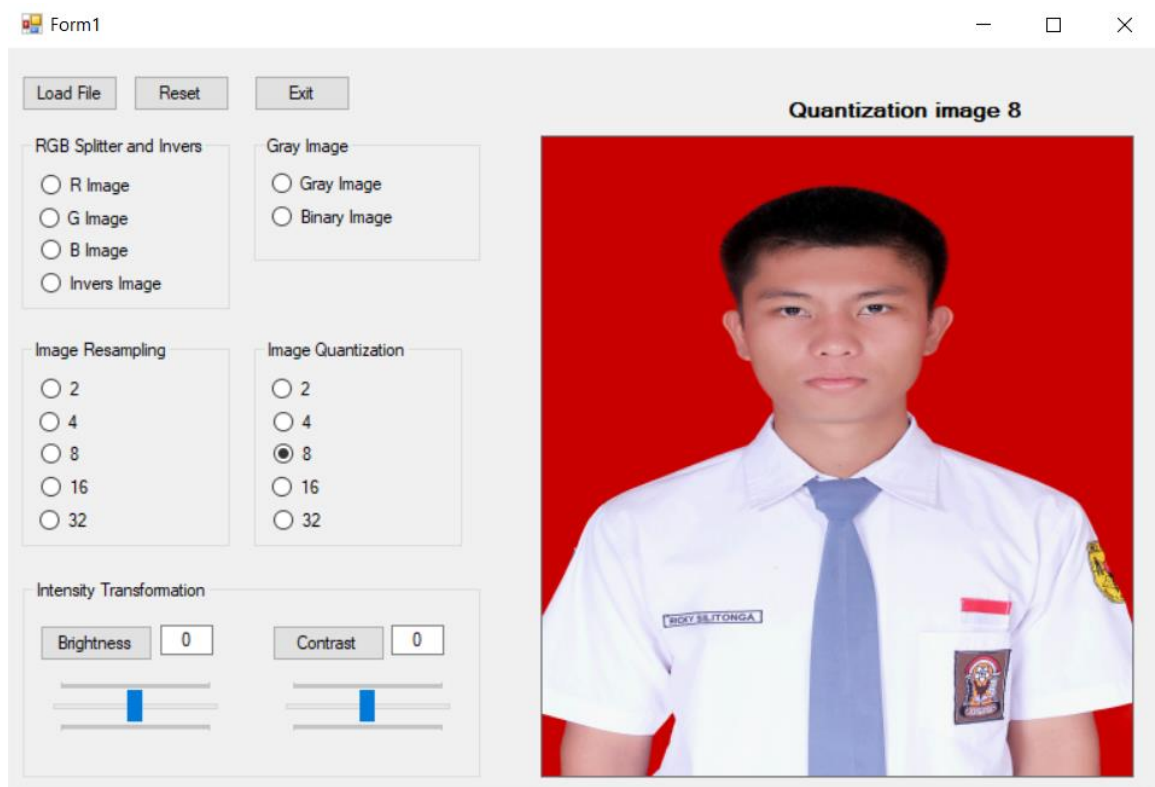 Form1
Load File
Reset
Exit
Quantization image 8
RGB Splitter and Invers
R Image
G Image
B Image
Invers Image
Gray Image
Gray Image
Binary Image
Image Resampling
2
4
8
16
32
Image Quantization
2
4
8
16
32
Intensity Transformation
Brightness
0
Contrast
0
RICKY SILITONGA